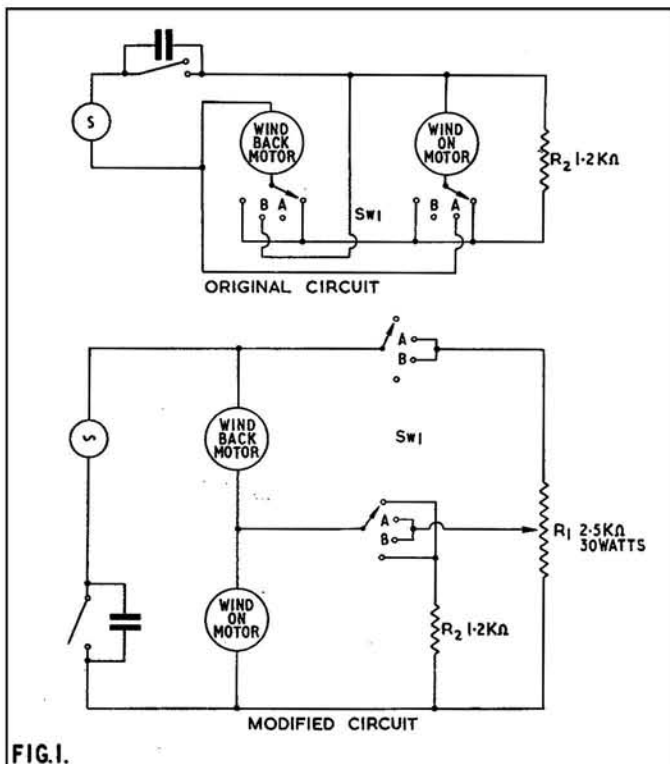 S
WIND
BACK
MOTOR
WIND
ON
MOTOR
R2 1·2KΩ
B A
SW1
B A
ORIGINAL CIRCUIT
A
B
S
WIND
BACK
MOTOR
SW1
A
B
R1 2·5KΩ
30WATTS
WIND
ON
MOTOR
R2 1·2KΩ
MODIFIED CIRCUIT
FIG.1.